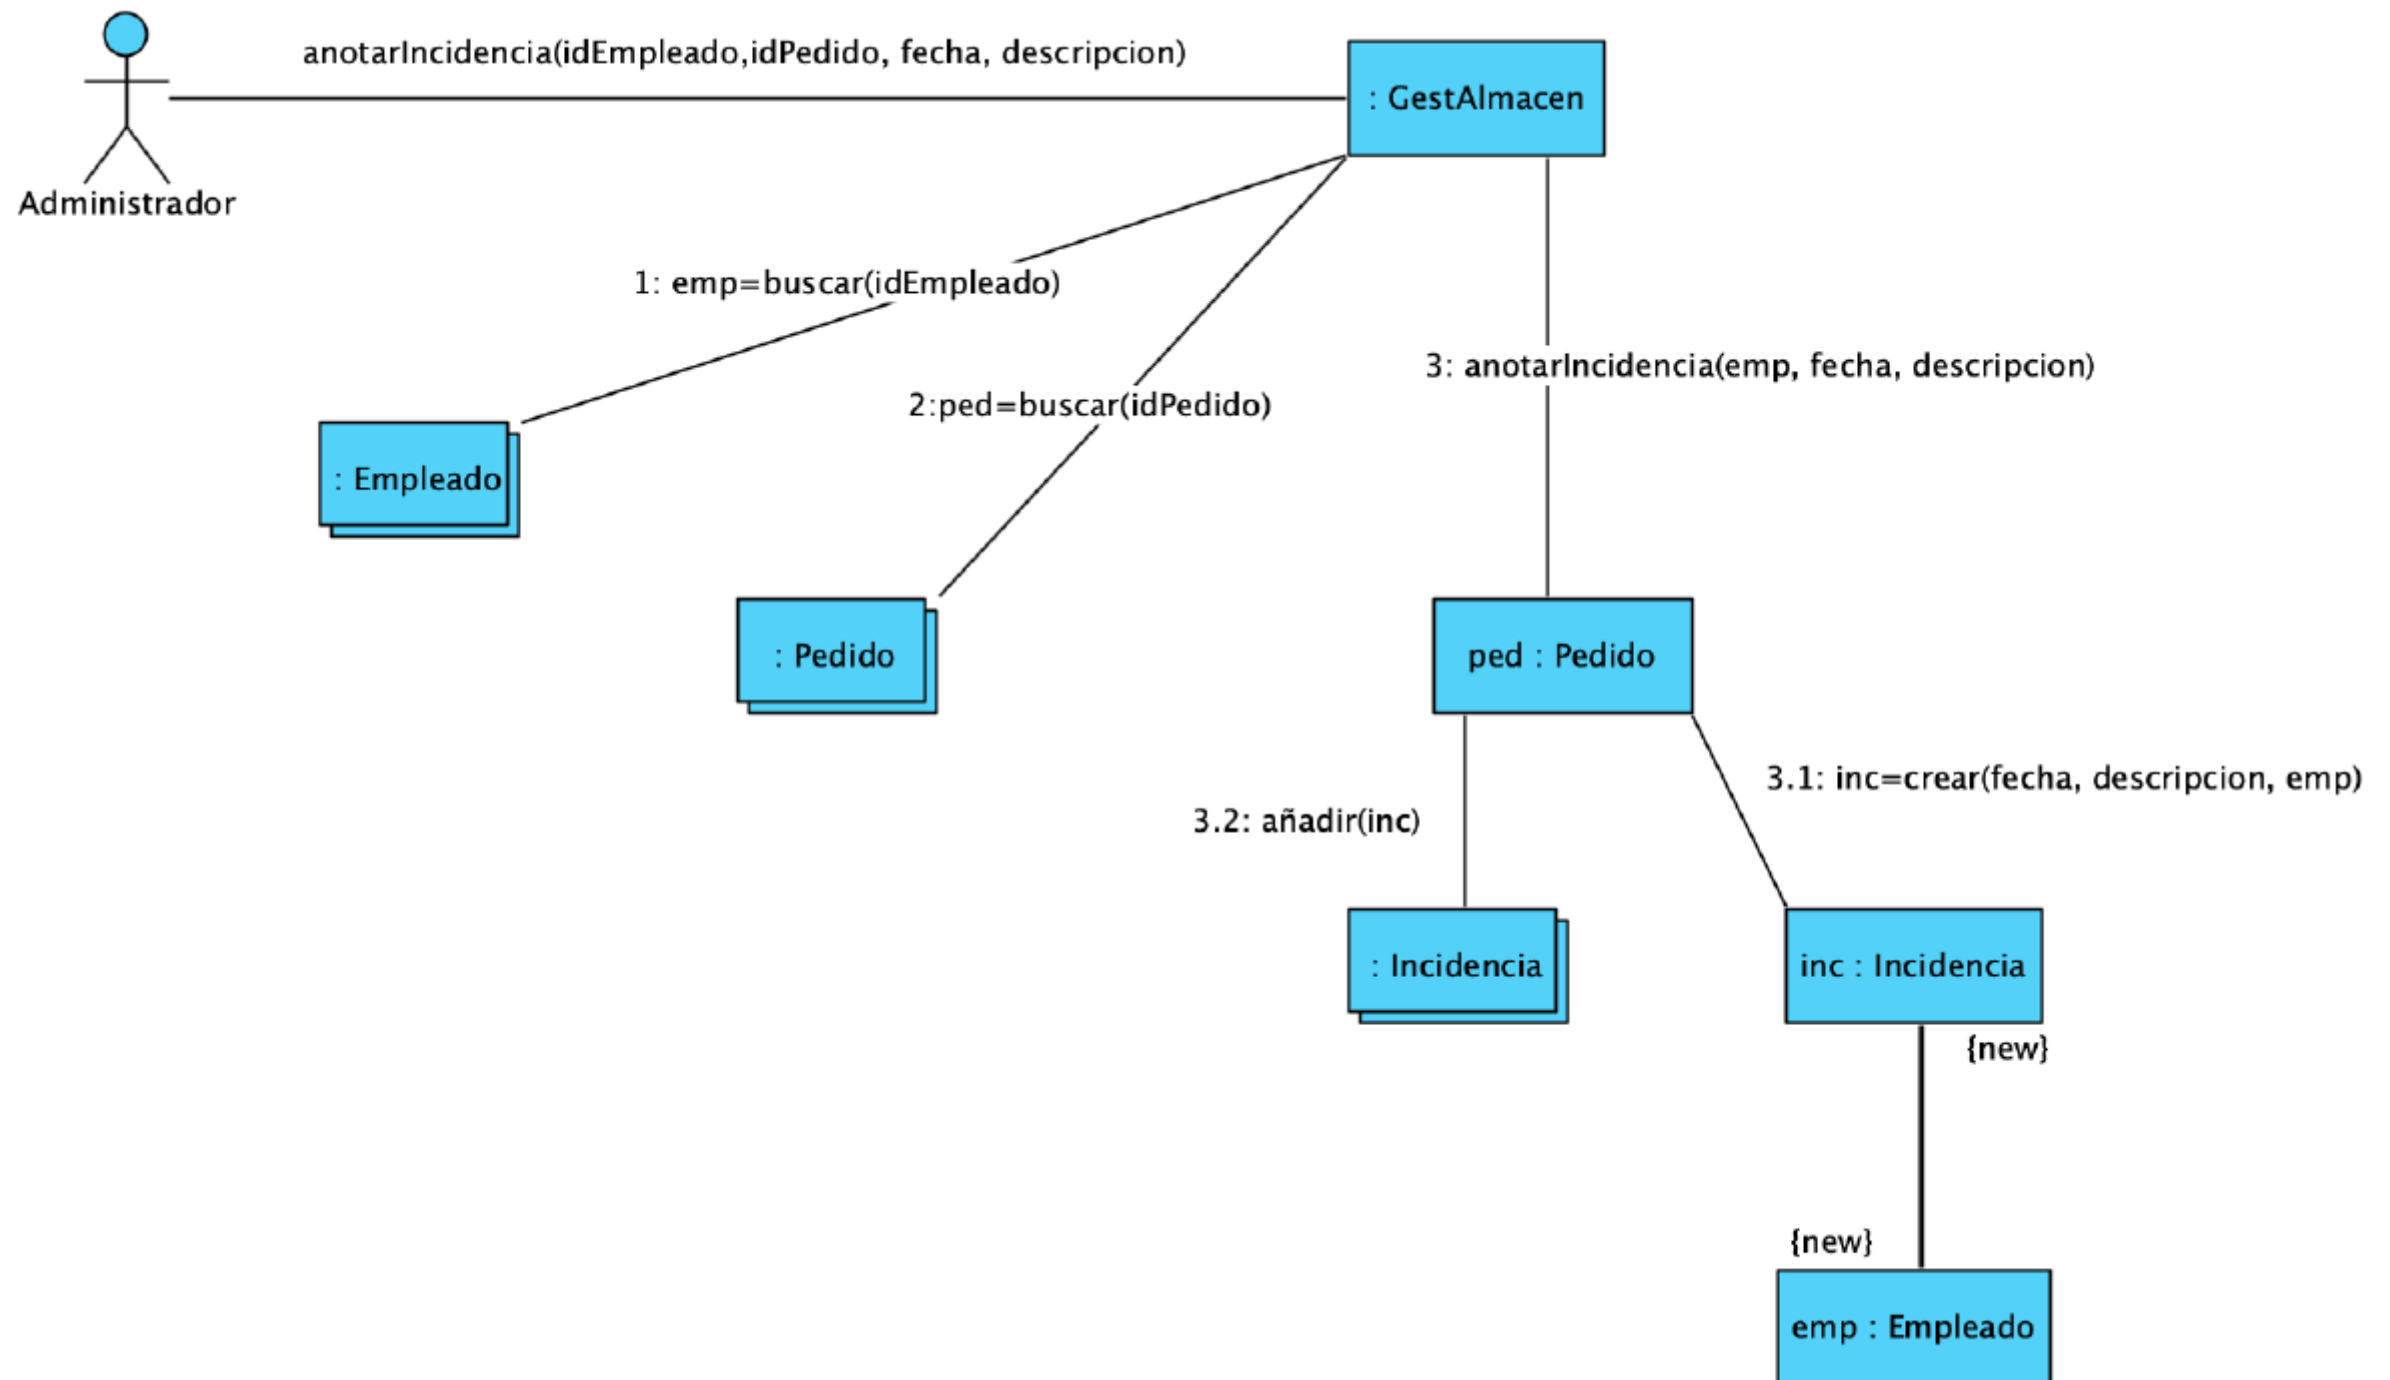 anotarIncidencia(idEmpleado,idPedido, fecha, descripcion)
: GestAlmacen
Administrador
1: emp=buscar(idEmpleado)
3: anotarIncidencia(emp, fecha, descripcion)
2:ped=buscar(idPedido)
: Empleado
: Pedido
ped : Pedido
3.1: inc=crear(fecha, descripcion, emp)
3.2: añadir(inc)
: Incidencia
inc : Incidencia
{new}
{new}
emp : Empleado